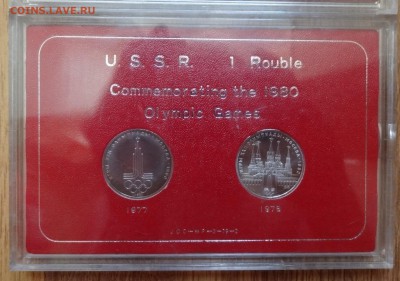 COINS.LAVE.RU
U. S. S. R. 1 Rouble
Commemorating the 1980
Olympic Games
1977 1978